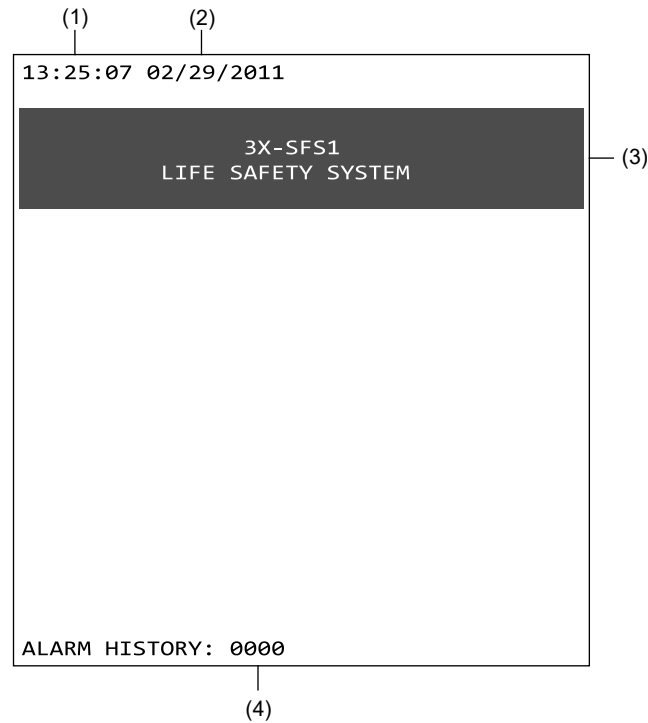 (1) (2)
13:25:07 02/29/2011
3X-SFS1
(3)
LIFE SAFETY SYSTEM
ALARM HISTORY: 0000
(4)